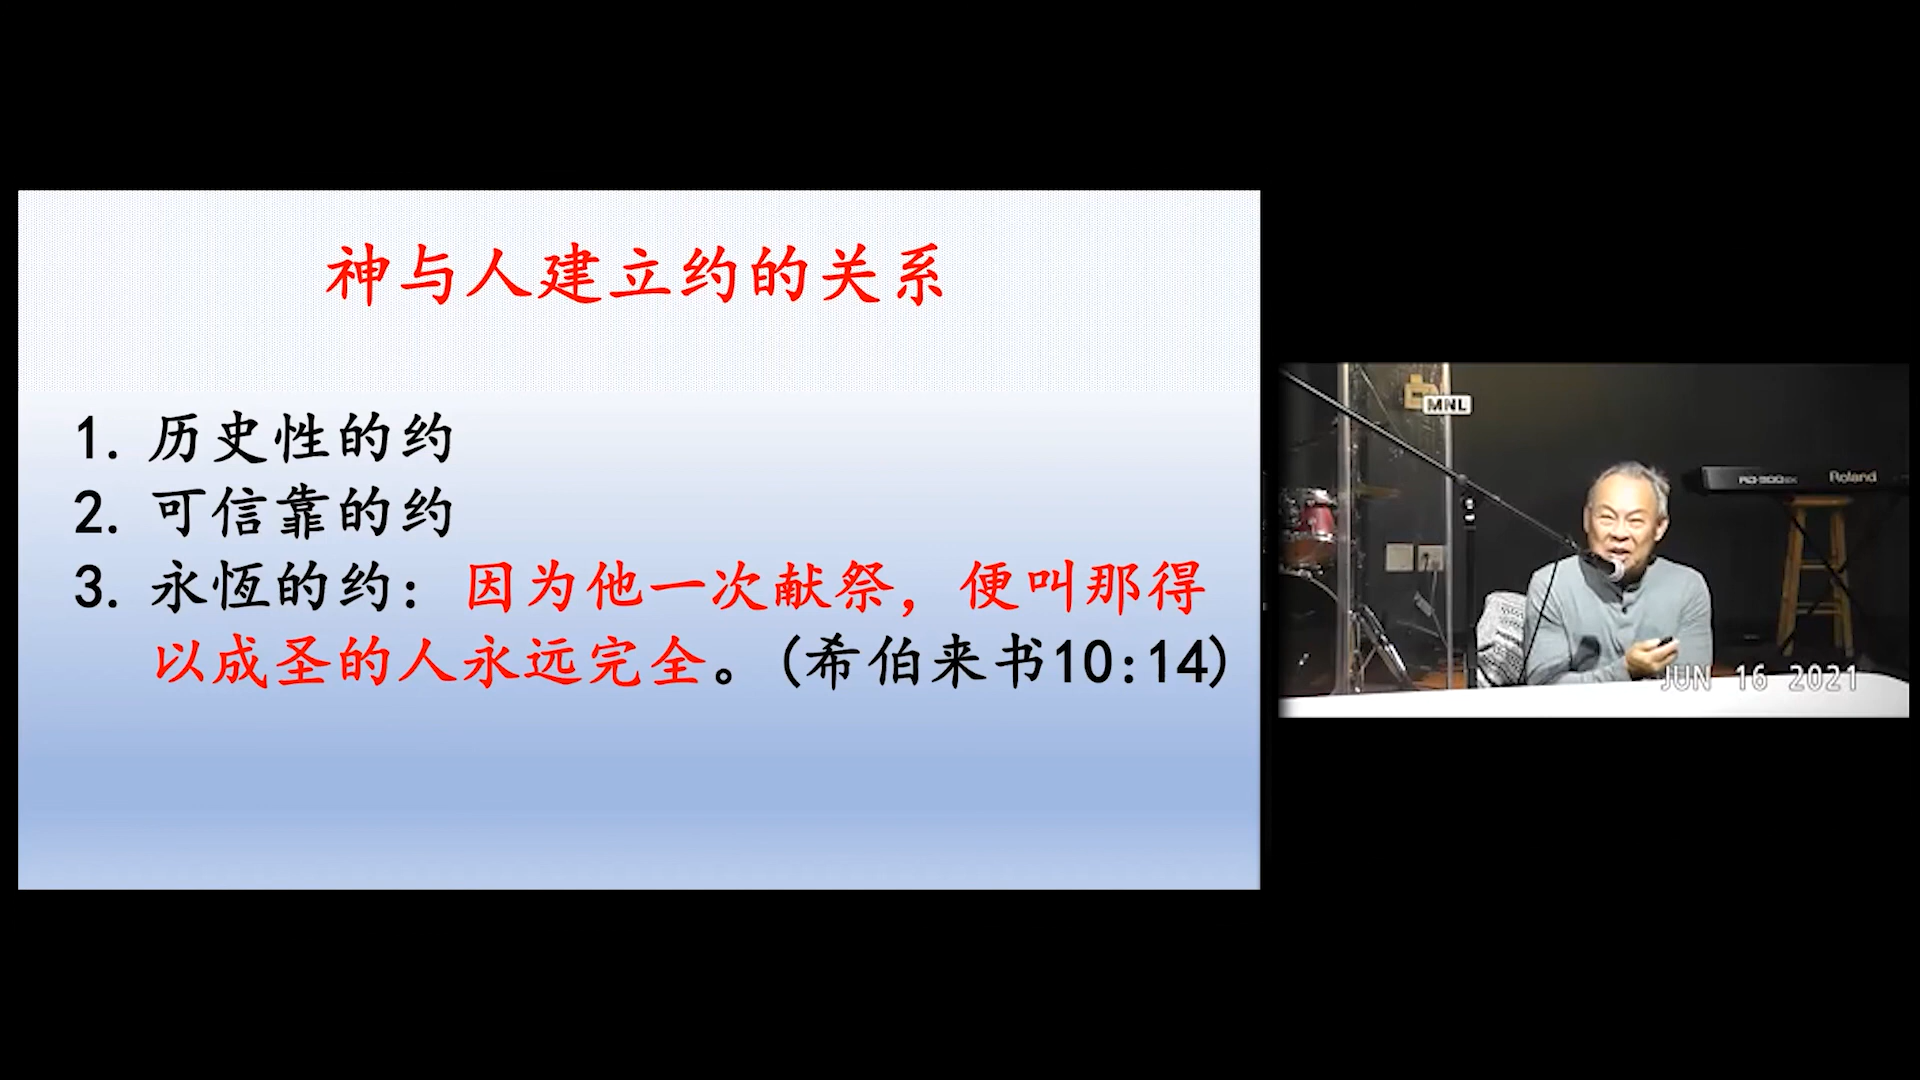 神与人建立约的关系
1. 历史性的约
2. 可信靠的约
3. 永恆的约：因为他一次献祭，便叫那得
以成圣的人永远完全。(希伯来书10:14)
MNL
Roland
JUN 16 2021